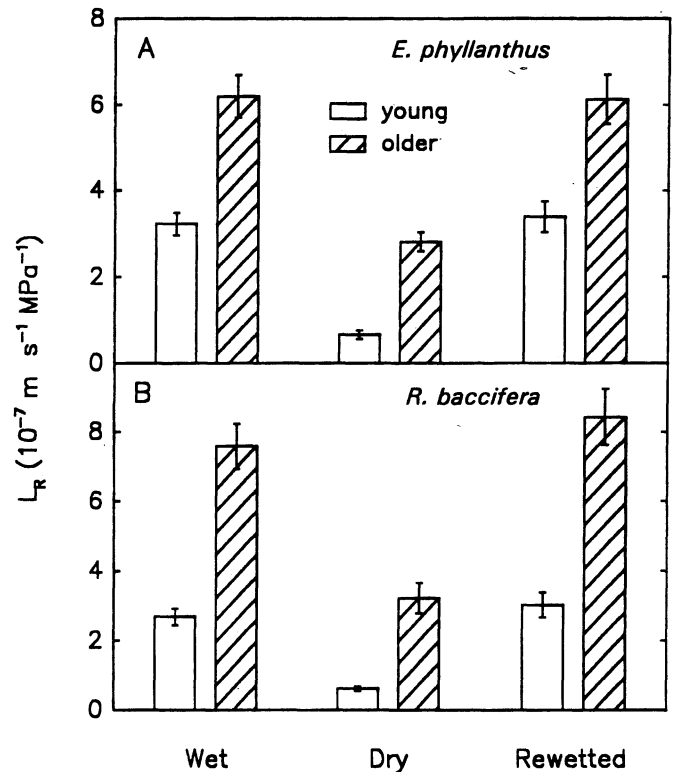 8
A
E. phyllanthus
young
older
6
4
2
0
B
R. baccifera
8
6
4
2
0
L_R (10⁻⁷ m s⁻¹ MPa⁻¹)
Wet Dry Rewetted